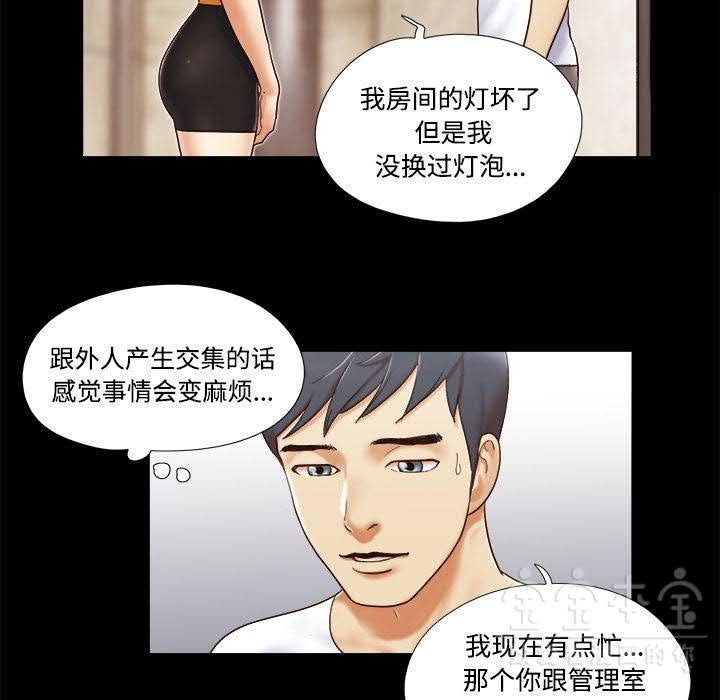 我房间的灯坏了
但是我
没换过灯泡...
跟外人产生交集的话
感觉事情会变麻烦...
我现在有点忙...
那个你跟管理室